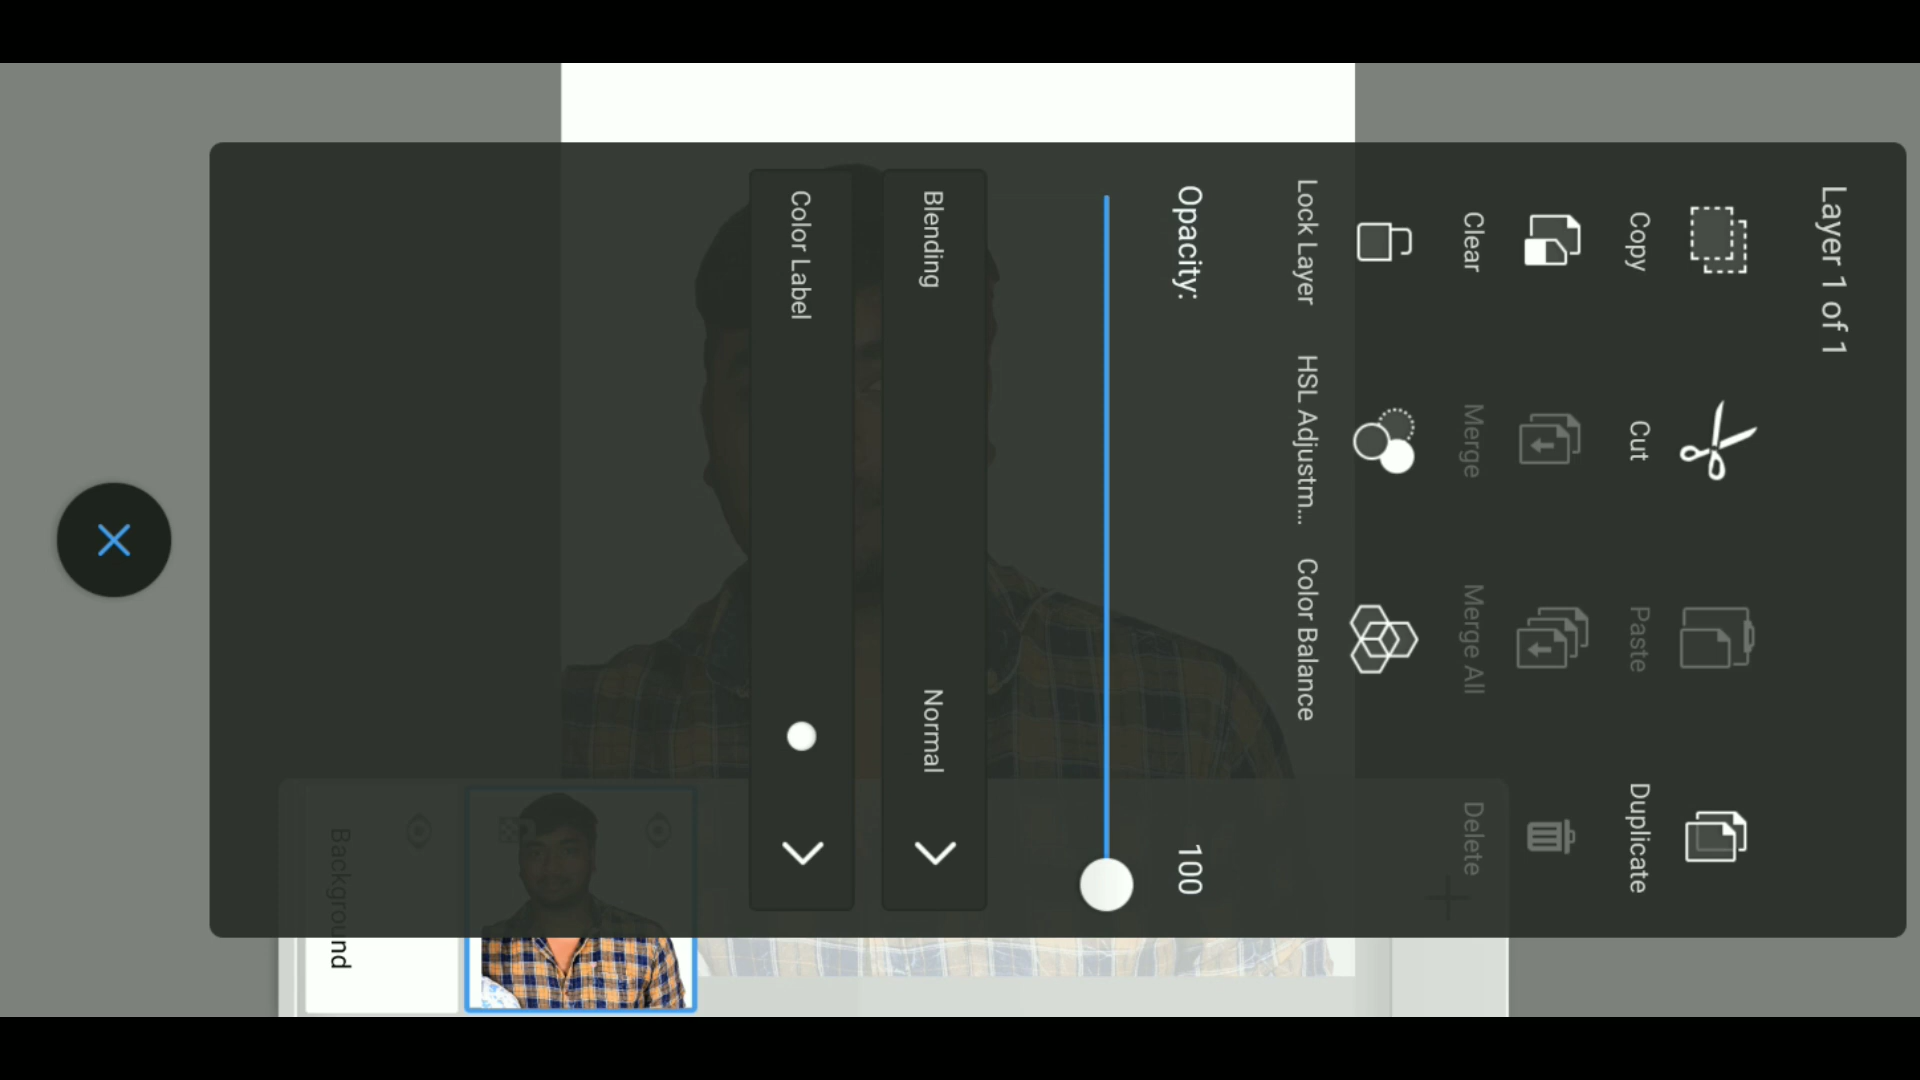 Layer 1 of 1
Copy Cut Paste Duplicate
Clear Merge Merge All Delete
Lock Layer HSL Adjustm... Color Balance
Opacity: 100
Blending Normal
Color Label
Background